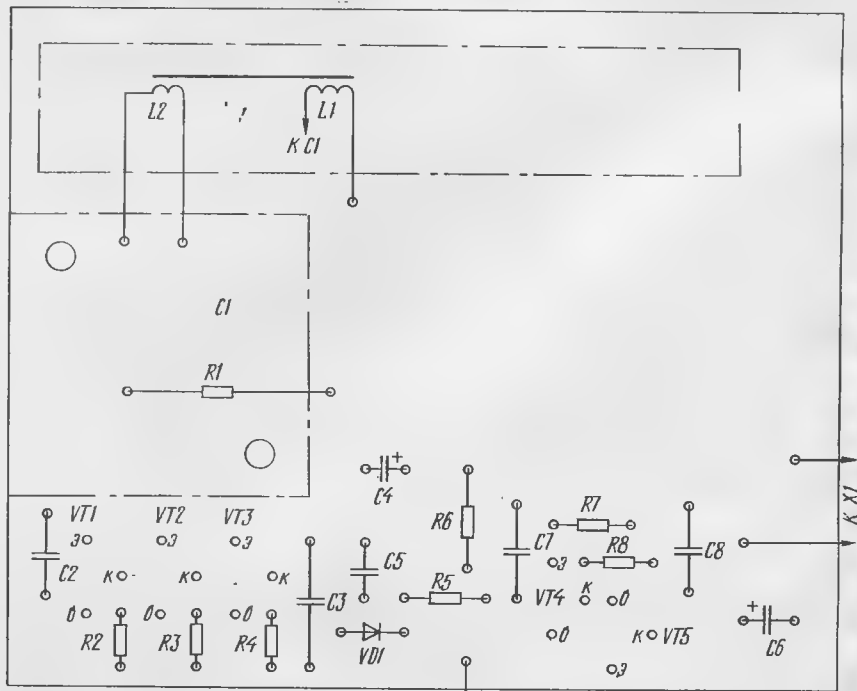 L2
L1
К С1
С1
R1
+
С4
VT1
VT2
VT3
э
э
э
R6
R7
С7
R8
С8
С2
к
к
к
С5
э
С3
R5
VT4
к
б
б
б
б
R2
R3
R4
VD1
б
к
VT5
+
С6
э
К X1